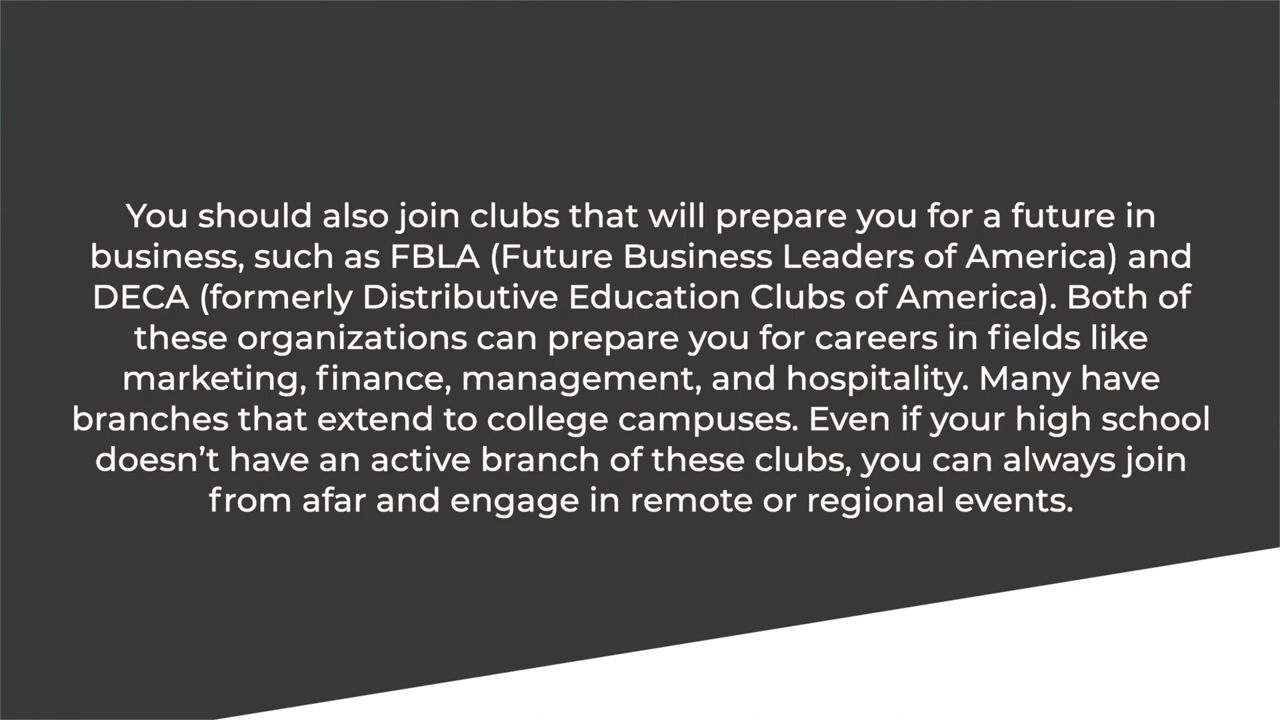 You should also join clubs that will prepare you for a future in
business, such as FBLA (Future Business Leaders of America) and
DECA (formerly Distributive Education Clubs of America). Both of
these organizations can prepare you for careers in fields like
marketing, finance, management, and hospitality. Many have
branches that extend to college campuses. Even if your high school
doesn’t have an active branch of these clubs, you can always join
from afar and engage in remote or regional events.